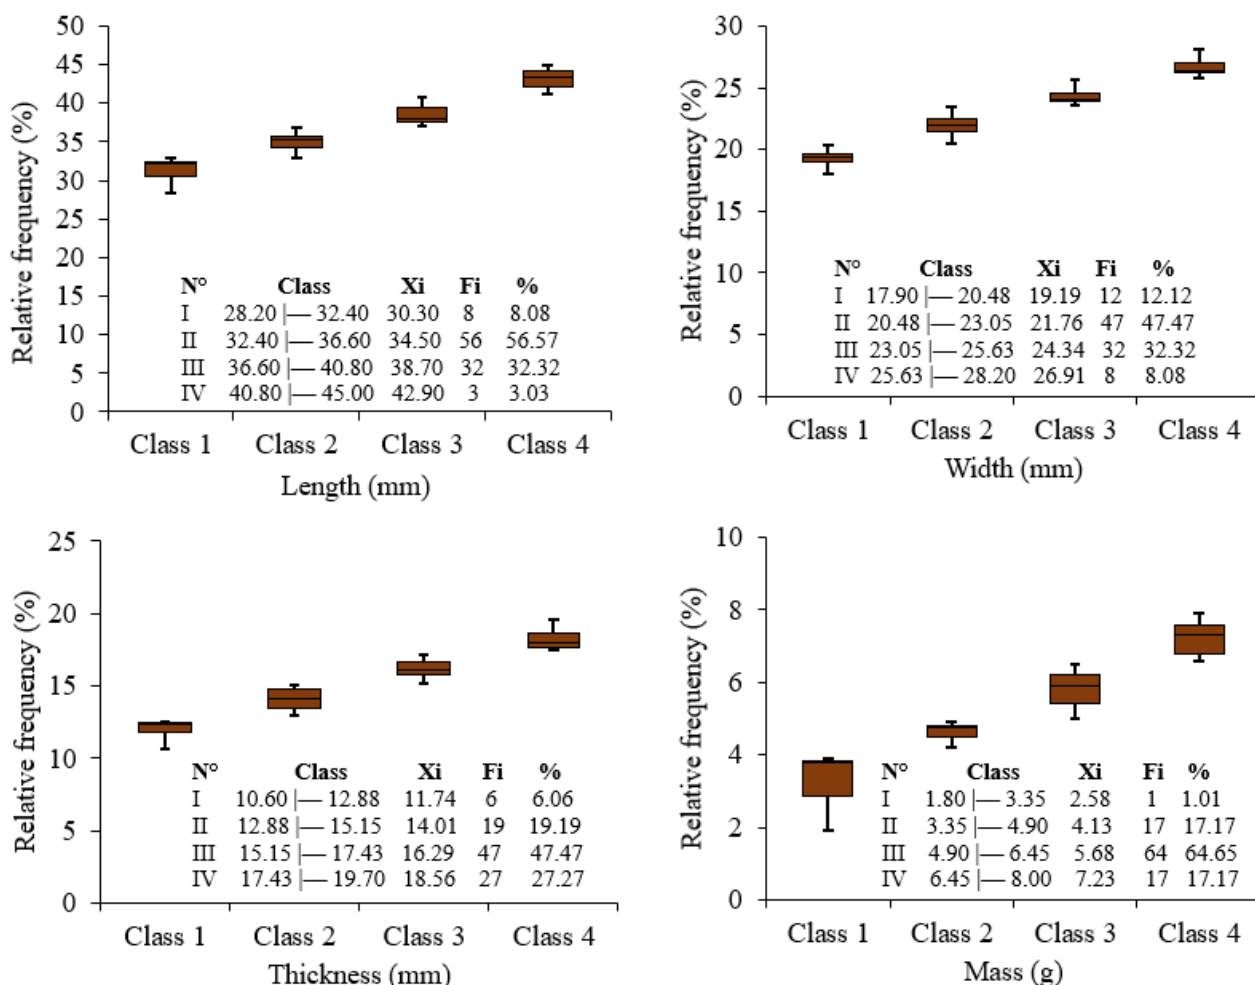 50
45
40
35
30
25
20
15
10
5
0
Relative frequency (%)
N° Class Xi Fi %
I 28.20 |— 32.40 30.30 8 8.08
II 32.40 |— 36.60 34.50 56 56.57
III 36.60 |— 40.80 38.70 32 32.32
IV 40.80 |— 45.00 42.90 3 3.03
Class 1 Class 2 Class 3 Class 4
Length (mm)
30
25
20
15
10
5
0
Relative frequency (%)
N° Class Xi Fi %
I 17.90 |— 20.48 19.19 12 12.12
II 20.48 |— 23.05 21.76 47 47.47
III 23.05 |— 25.63 24.34 32 32.32
IV 25.63 |— 28.20 26.91 8 8.08
Class 1 Class 2 Class 3 Class 4
Width (mm)
25
20
15
10
5
0
Relative frequency (%)
N° Class Xi Fi %
I 10.60 |— 12.88 11.74 6 6.06
II 12.88 |— 15.15 14.01 19 19.19
III 15.15 |— 17.43 16.29 47 47.47
IV 17.43 |— 19.70 18.56 27 27.27
Class 1 Class 2 Class 3 Class 4
Thickness (mm)
10
8
6
4
2
0
Relative frequency (%)
N° Class Xi Fi %
I 1.80 |— 3.35 2.58 1 1.01
II 3.35 |— 4.90 4.13 17 17.17
III 4.90 |— 6.45 5.68 64 64.65
IV 6.45 |— 8.00 7.23 17 17.17
Class 1 Class 2 Class 3 Class 4
Mass (g)